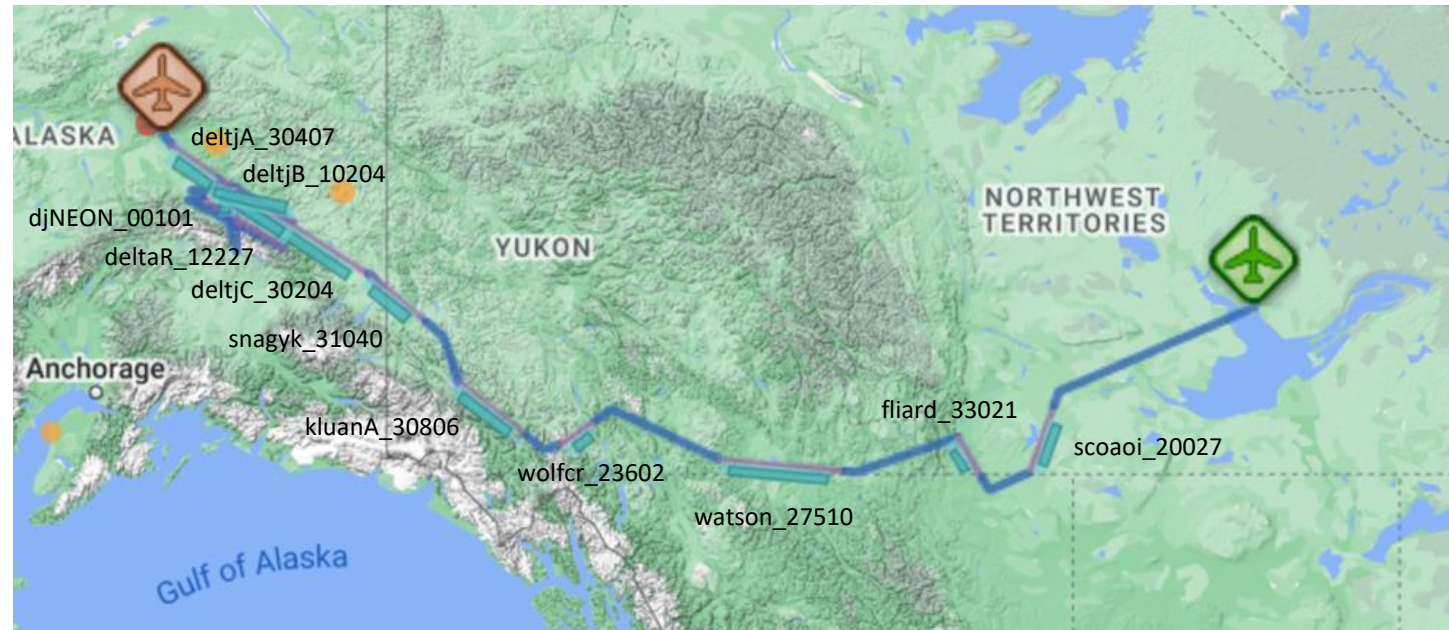 ALASKA
deltjA_30407
deltjB_10204
djNEON_00101
deltaR_12227
deltjC_30204
snagyk_31040
YUKON
NORTHWEST
TERRITORIES
Anchorage
kluanA_30806
wolfcr_23602
watson_27510
fliard_33021
scoaoi_20027
Gulf of Alaska